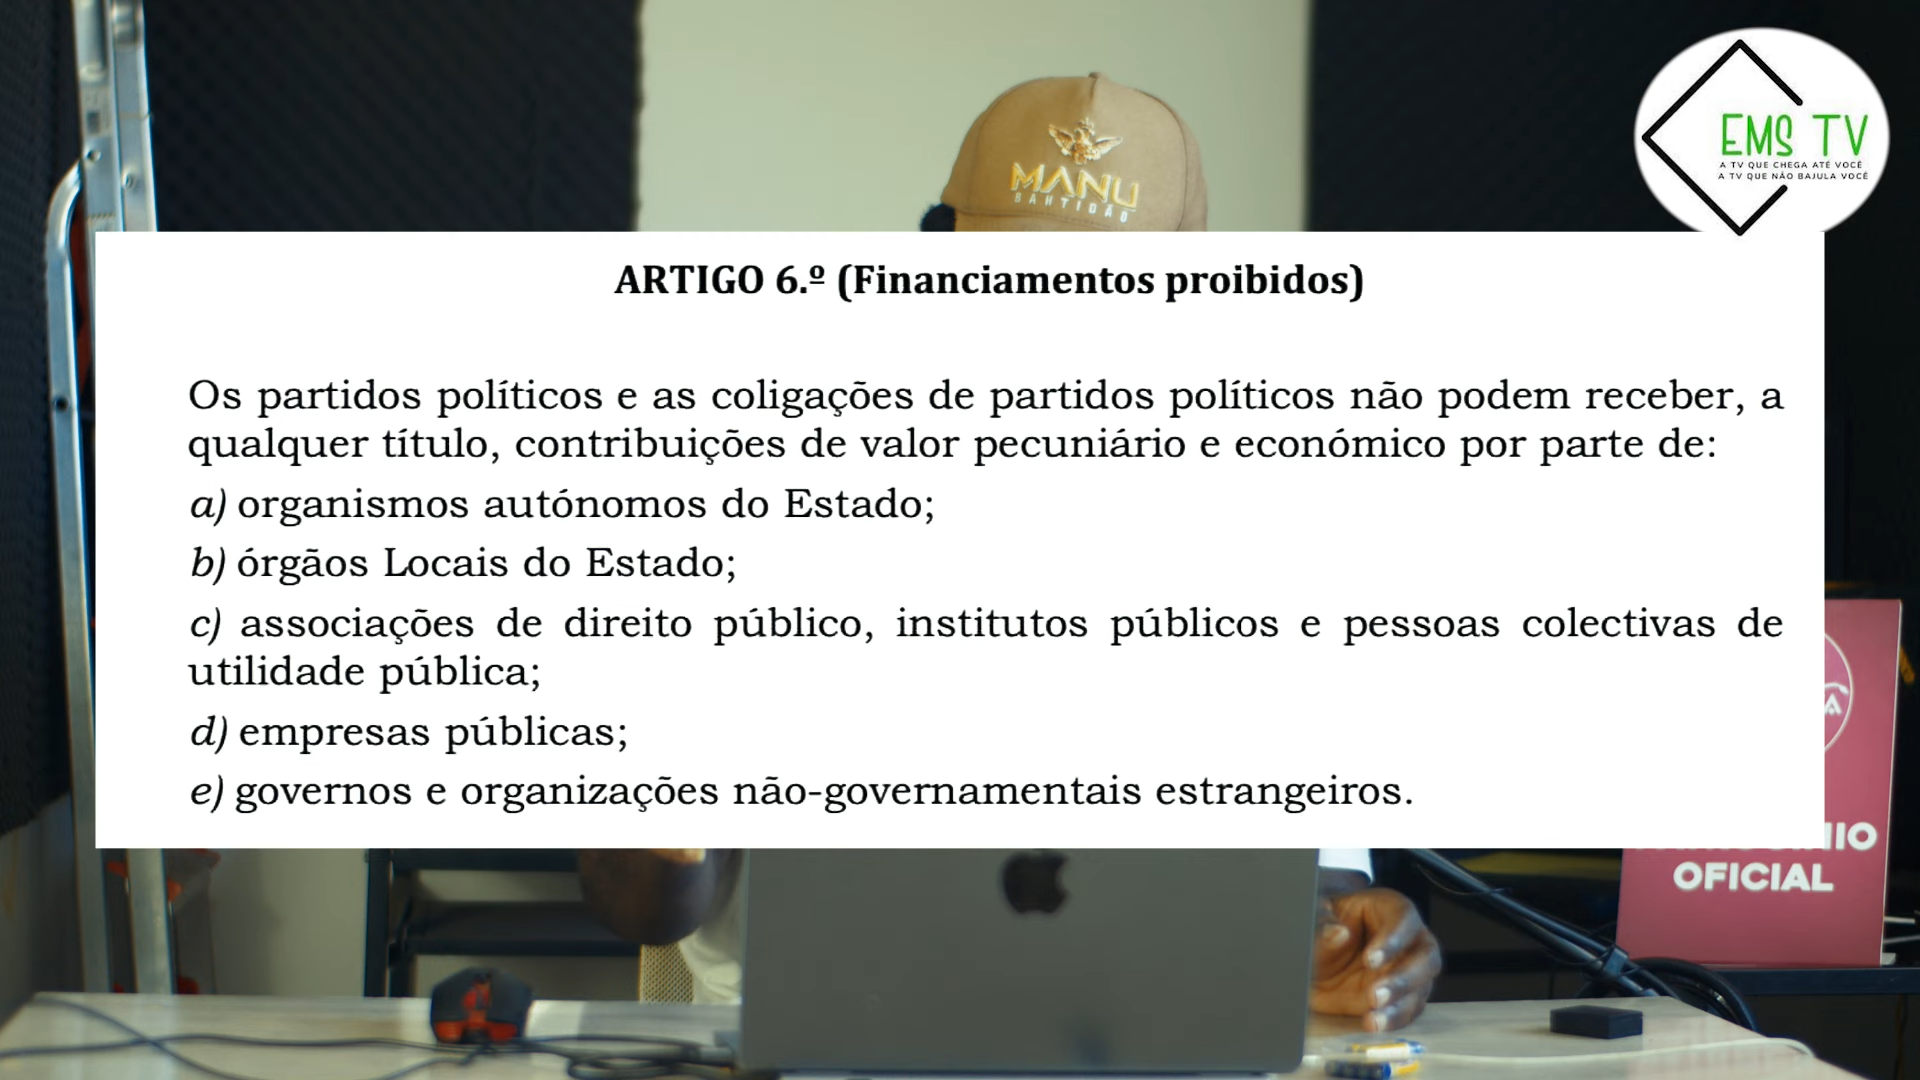 MANU
SANTIDÃO
EMS TV
A TV QUE CHEGA ATÉ VOCÊ
A TV QUE NÃO BAJULA VOCÊ
ARTIGO 6.º (Financiamentos proibidos)
Os partidos políticos e as coligações de partidos políticos não podem receber, a
qualquer título, contribuições de valor pecuniário e económico por parte de:
a) organismos autónomos do Estado;
b) órgãos Locais do Estado;
c) associações de direito público, institutos públicos e pessoas colectivas de
utilidade pública;
d) empresas públicas;
e) governos e organizações não-governamentais estrangeiros.
OFICIAL